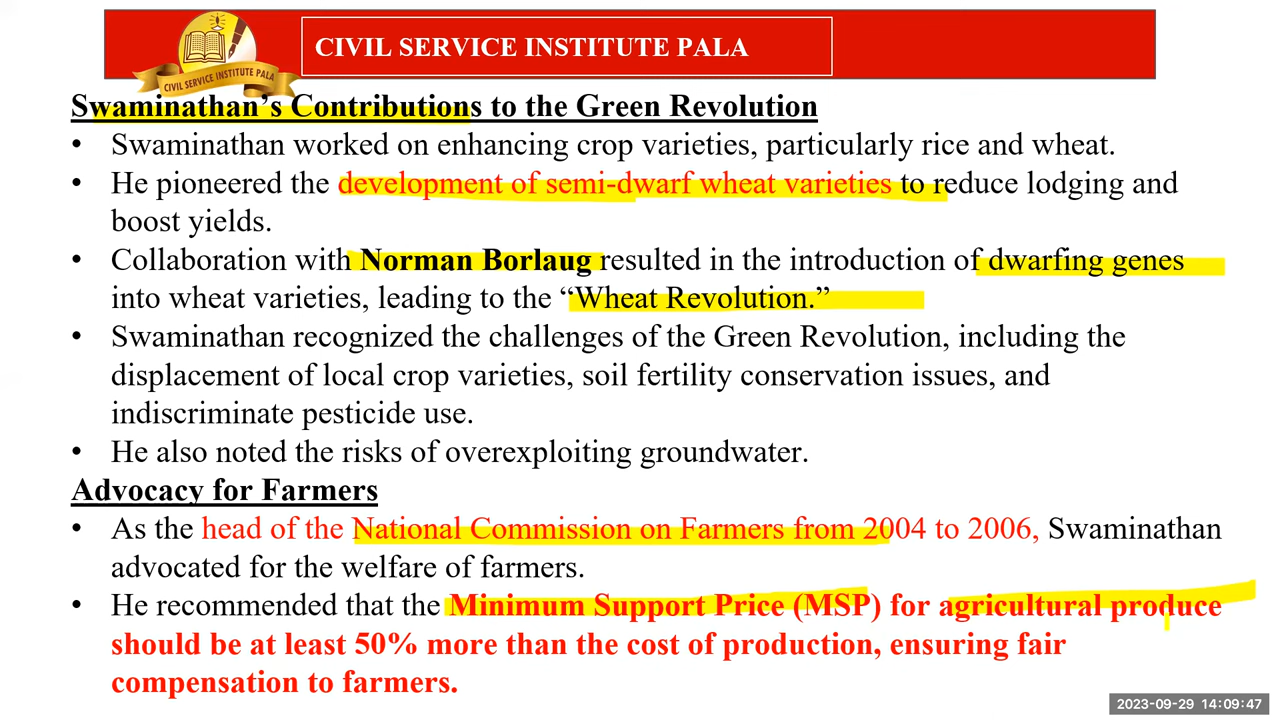 CIVIL SERVICE INSTITUTE PALA
CIVIL SERVICE INSTITUTE PALA
Swaminathan’s Contributions to the Green Revolution
• Swaminathan worked on enhancing crop varieties, particularly rice and wheat.
• He pioneered the development of semi-dwarf wheat varieties to reduce lodging and
boost yields.
• Collaboration with Norman Borlaug resulted in the introduction of dwarfing genes
into wheat varieties, leading to the “Wheat Revolution.”
• Swaminathan recognized the challenges of the Green Revolution, including the
displacement of local crop varieties, soil fertility conservation issues, and
indiscriminate pesticide use.
• He also noted the risks of overexploiting groundwater.
Advocacy for Farmers
• As the head of the National Commission on Farmers from 2004 to 2006, Swaminathan
advocated for the welfare of farmers.
• He recommended that the Minimum Support Price (MSP) for agricultural produce
should be at least 50% more than the cost of production, ensuring fair
compensation to farmers.
2023-09-29 14:09:47